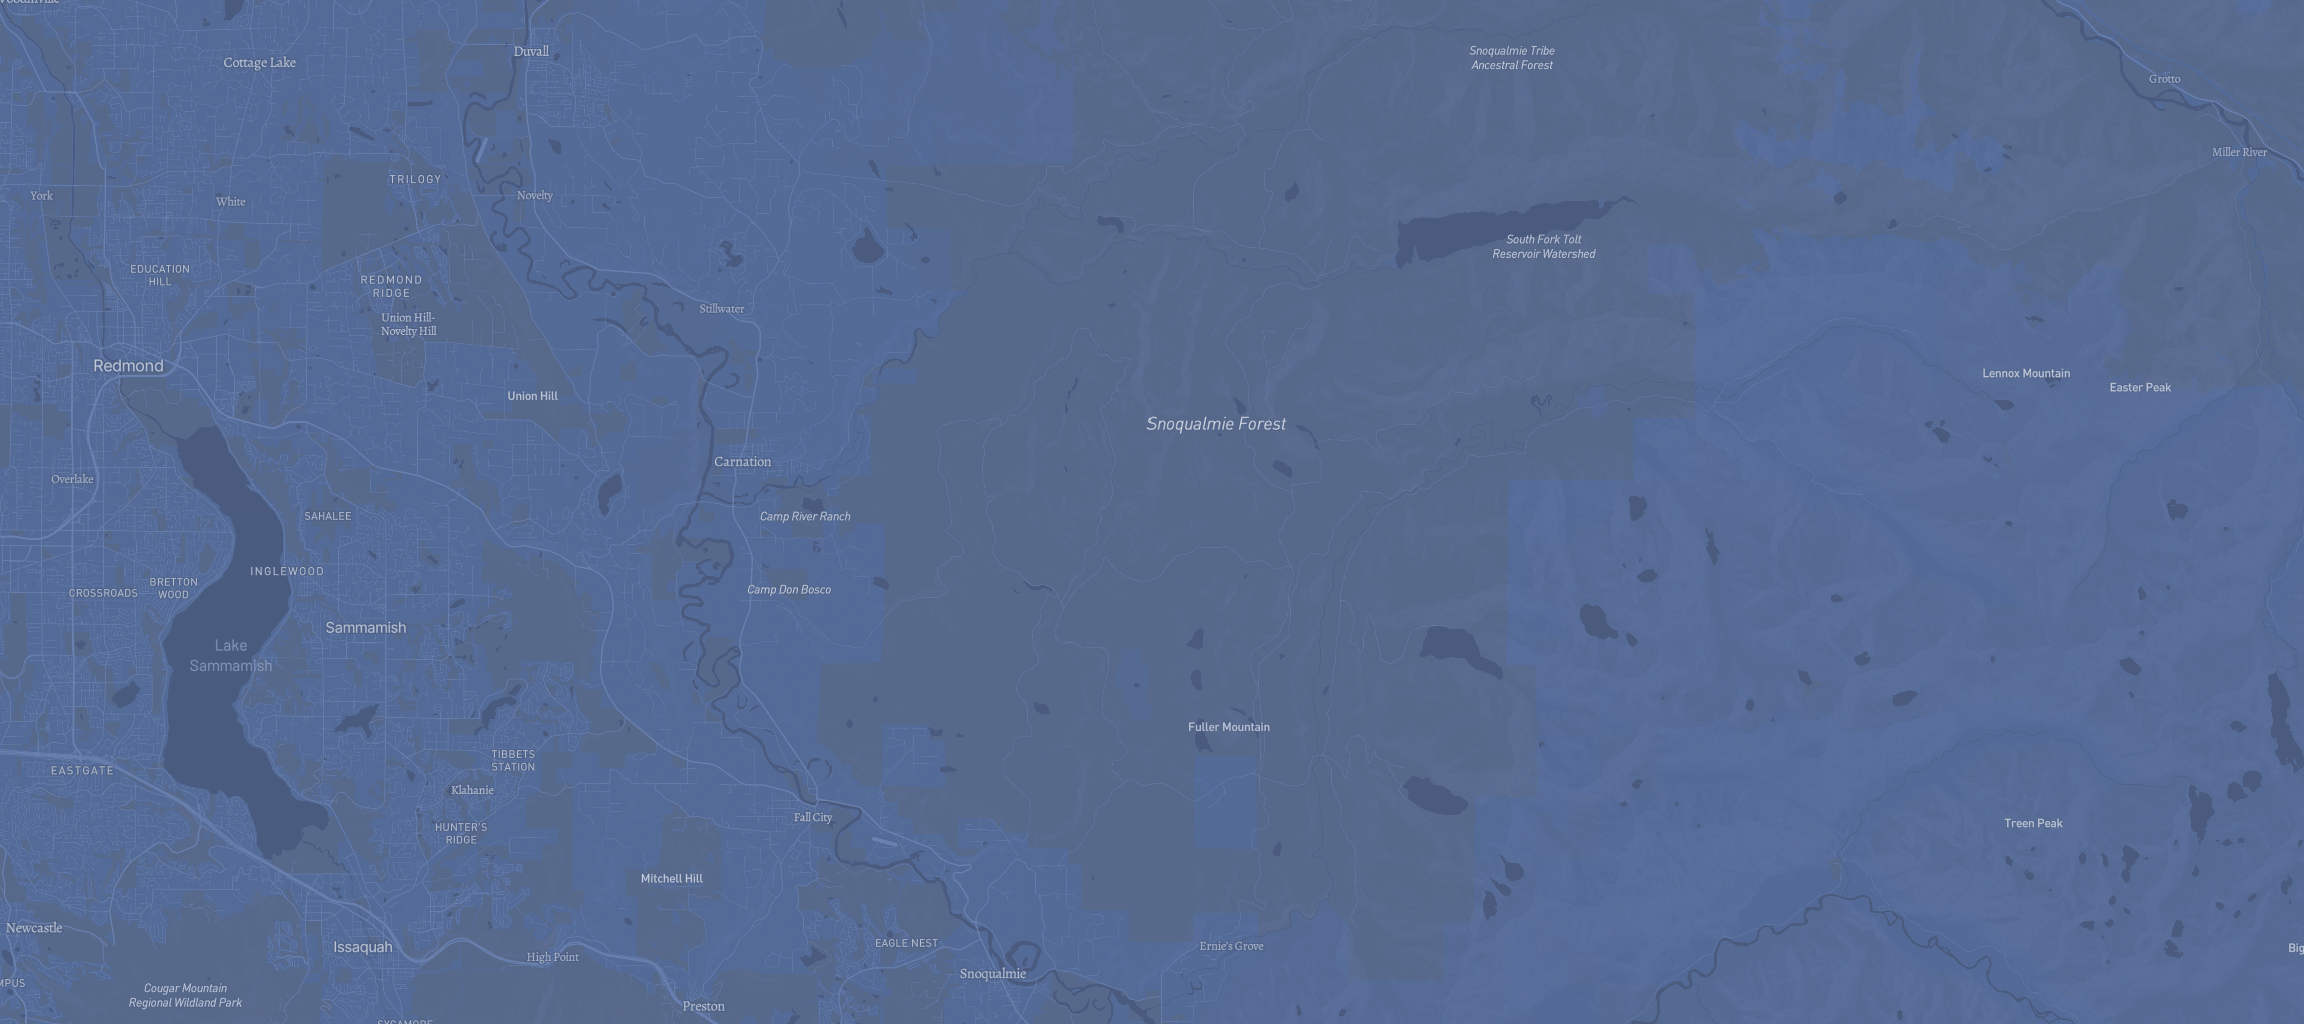 Duvall
Cottage Lake
Snoqualmie Tribe
Ancestral Forest
Grotto
Miller River
TRILOGY
York
White
Novelty
South Fork Tolt
Reservoir Watershed
EDUCATION
HILL
REDMOND
RIDGE
Union Hill-
Novelty Hill
Stillwater
Redmond
Union Hill
Lennox Mountain
Easter Peak
Snoqualmie Forest
Carnation
Overlake
SAHALEE
Camp River Ranch
INGLEWOOD
BRETTON
WOOD
CROSSROADS
Camp Don Bosco
Sammamish
Lake
Sammamish
Fuller Mountain
TIBBETS
STATION
EASTGATE
Klahanie
HUNTER'S
RIDGE
Fall City
Treen Peak
Mitchell Hill
Newcastle
Issaquah
High Point
EAGLE NEST
Ernie's Grove
Big
Snoqualmie
MPUS
Cougar Mountain
Regional Wildland Park
Preston